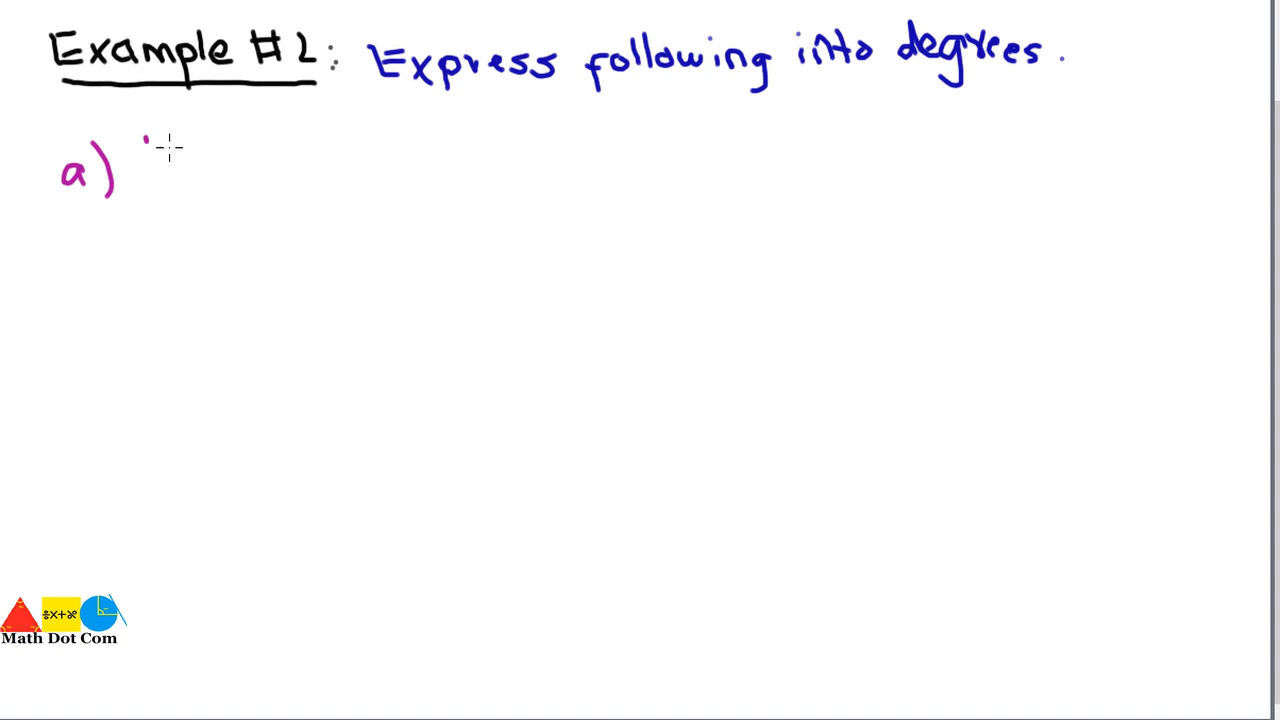 Example #2: Express following into degrees.
a)
÷x+%
Math Dot Com